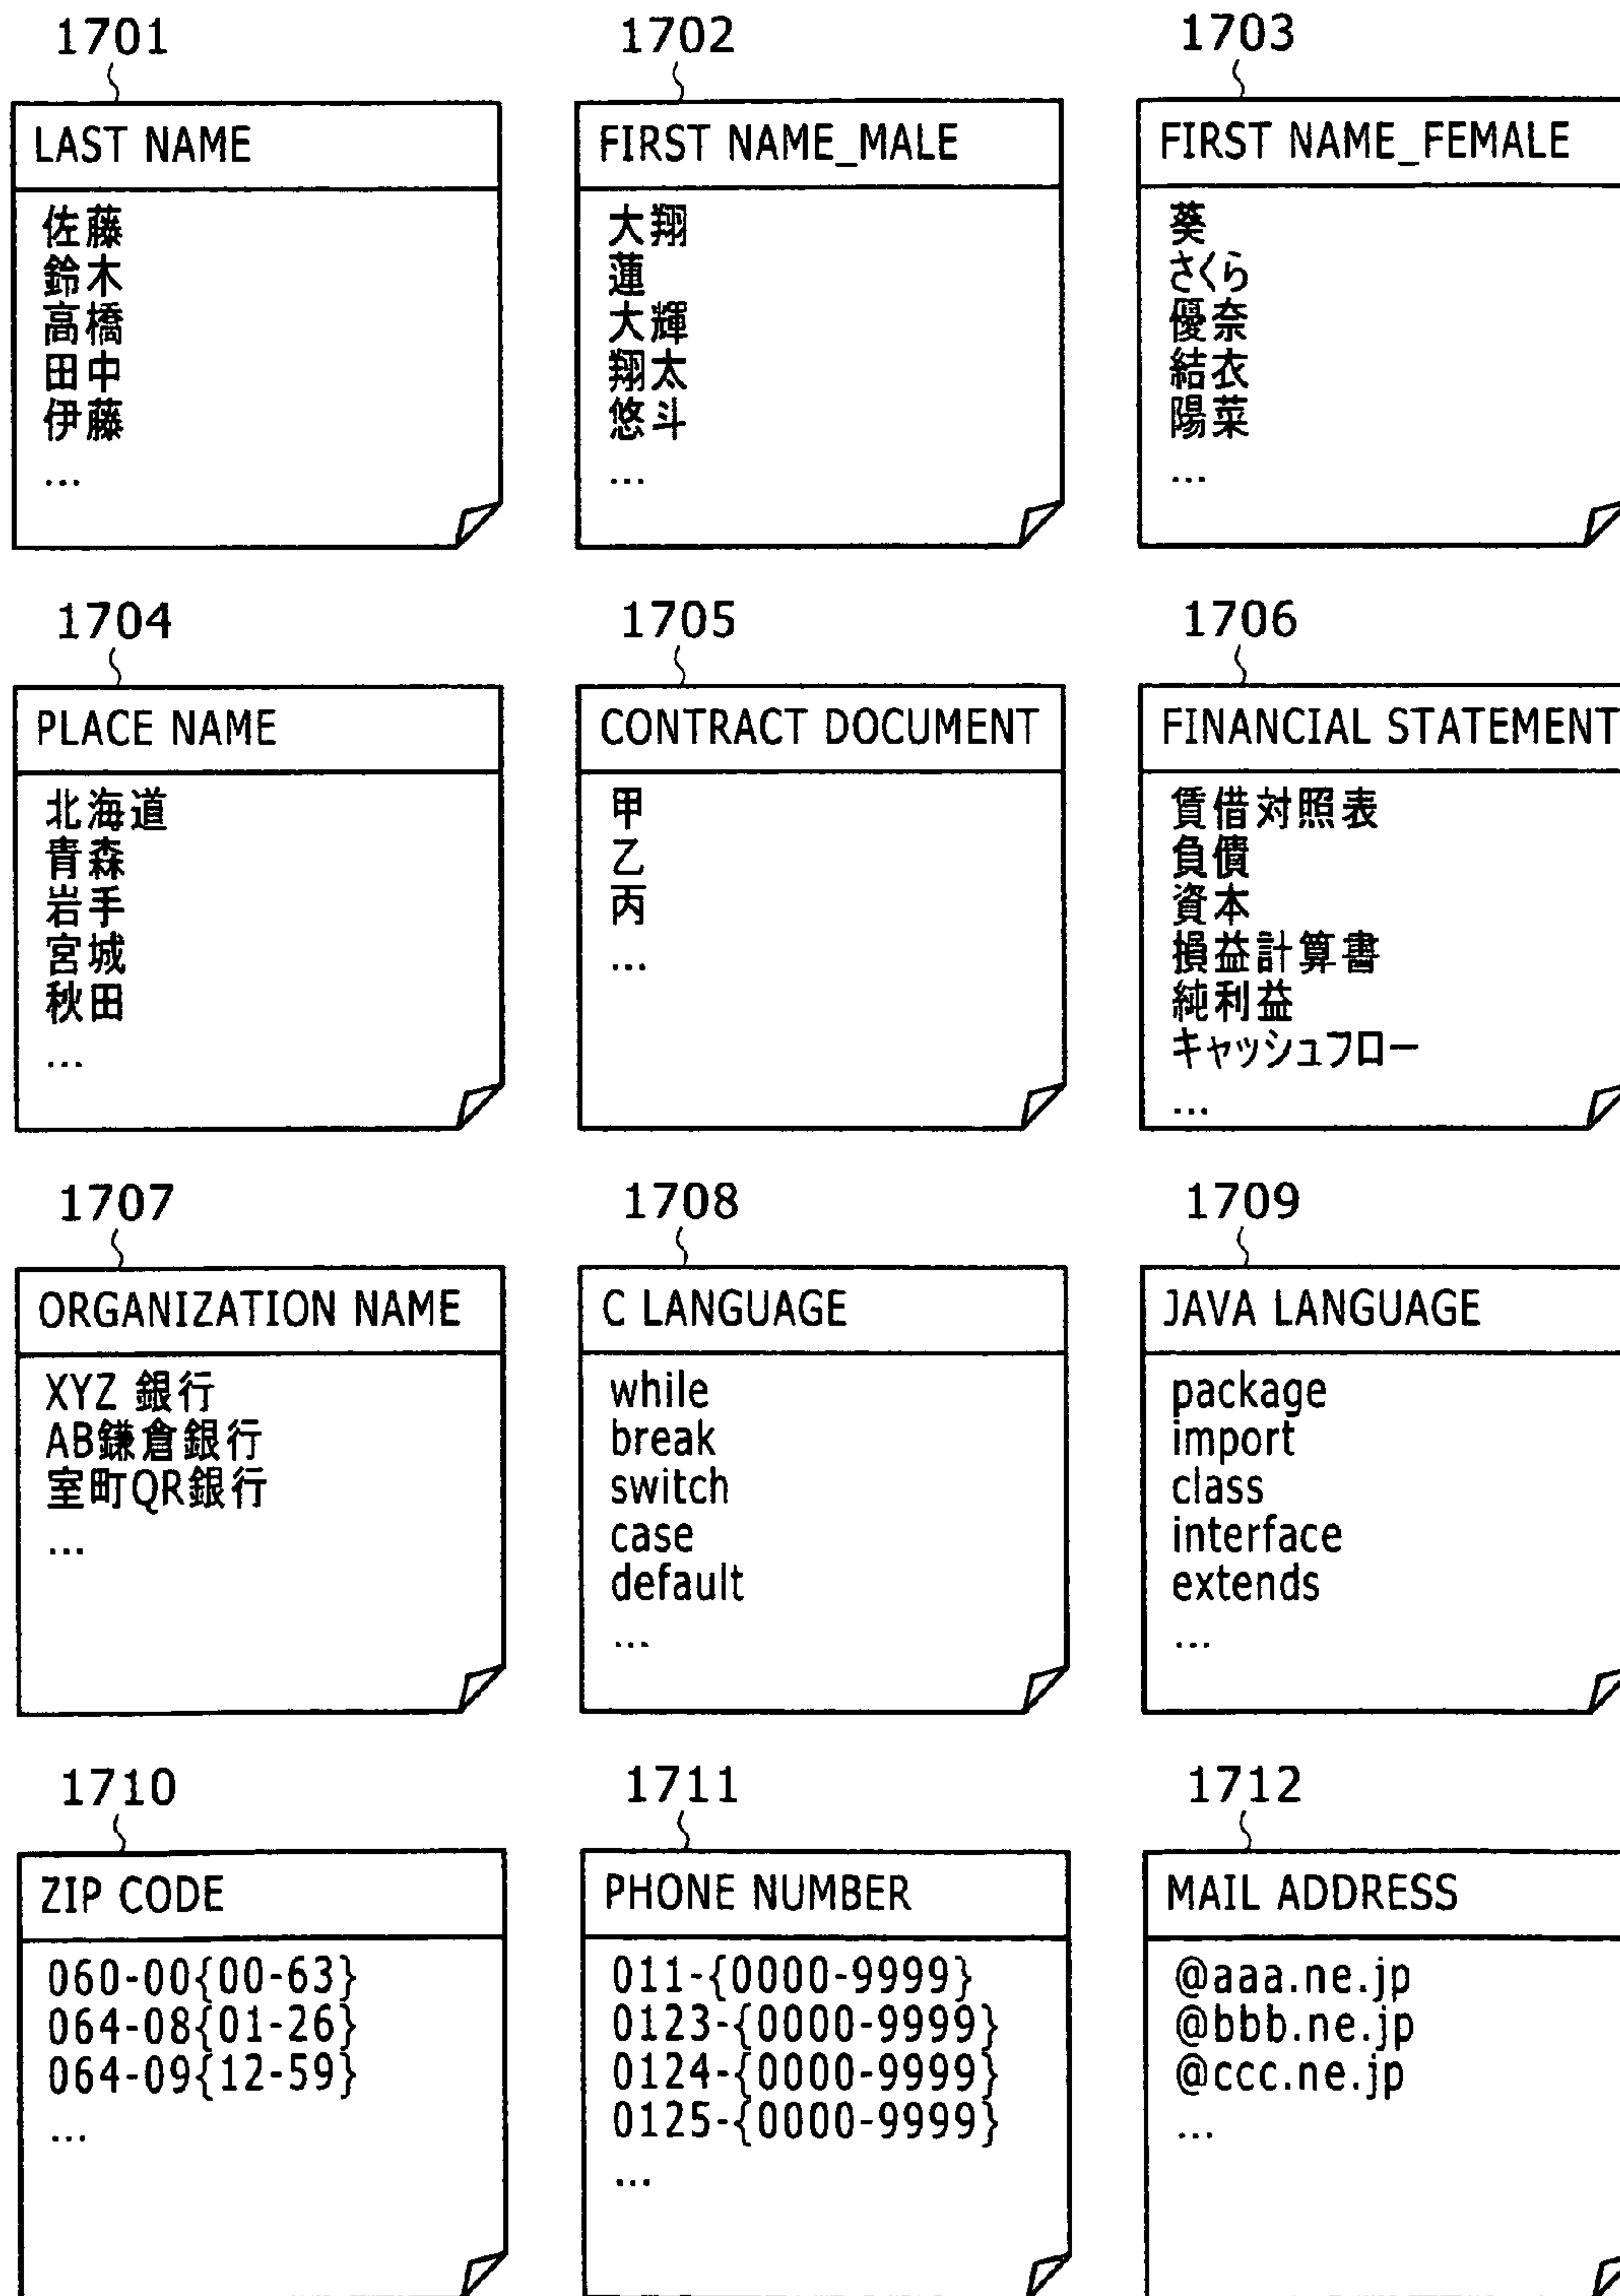 1701
LAST NAME
佐藤
鈴木
高橋
田中
伊藤
...
1702
FIRST NAME_MALE
大翔
蓮
大輝
翔太
悠斗
...
1703
FIRST NAME_FEMALE
葵
さくら
優奈
結衣
陽菜
...
1704
PLACE NAME
北海道
青森
岩手
宮城
秋田
...
1705
CONTRACT DOCUMENT
甲
乙
丙
...
1706
FINANCIAL STATEMENT
賃借対照表
負債
資本
損益計算書
純利益
キャッシュフロー
...
1707
ORGANIZATION NAME
XYZ 銀行
AB鎌倉銀行
室町QR銀行
...
1708
C LANGUAGE
while
break
switch
case
default
...
1709
JAVA LANGUAGE
package
import
class
interface
extends
...
1710
ZIP CODE
060-00{00-63}
064-08{01-26}
064-09{12-59}
...
1711
PHONE NUMBER
011-{0000-9999}
0123-{0000-9999}
0124-{0000-9999}
0125-{0000-9999}
...
1712
MAIL ADDRESS
@aaa.ne.jp
@bbb.ne.jp
@ccc.ne.jp
...